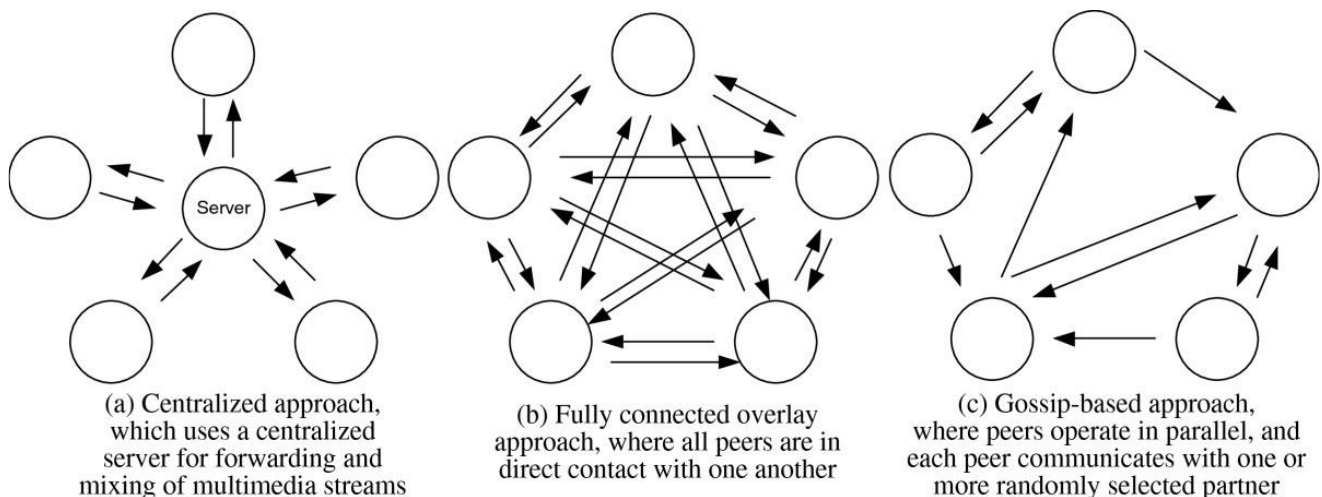 Server
(a) Centralized approach,
which uses a centralized
server for forwarding and
mixing of multimedia streams
(b) Fully connected overlay
approach, where all peers are in
direct contact with one another
(c) Gossip-based approach,
where peers operate in parallel, and
each peer communicates with one or
more randomly selected partner